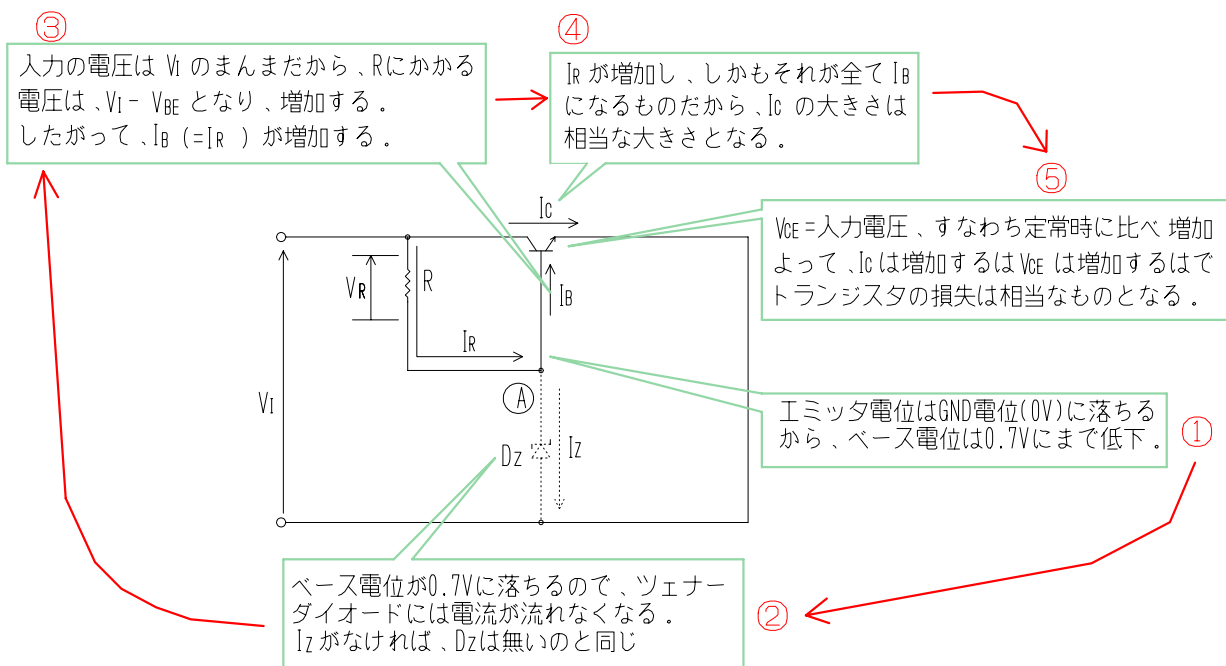 ③
入力の電圧は VI のまんまだから、Rにかかる
電圧は、VI- VBE となり、増加する。
したがって、IB (=IR ) が増加する。
④
IR が増加し、しかもそれが全て IB
になるものだから、Ic の大きさは
相当な大きさとなる。
⑤
VCE =入力電圧、すなわち定常時に比べ 増加
よって、Icは増加するは VCE は増加するはで
トランジスタの損失は相当なものとなる。
Ic
VR
R
IB
IR
VI
A
Dz
Iz
エミッタ電位はGND電位(0V)に落ちる
から、ベース電位は0.7Vにまで低下。
①
ベース電位が0.7Vに落ちるので、ツェナー
ダイオードには電流が流れなくなる。
Iz がなければ、Dzは無いのと同じ
②